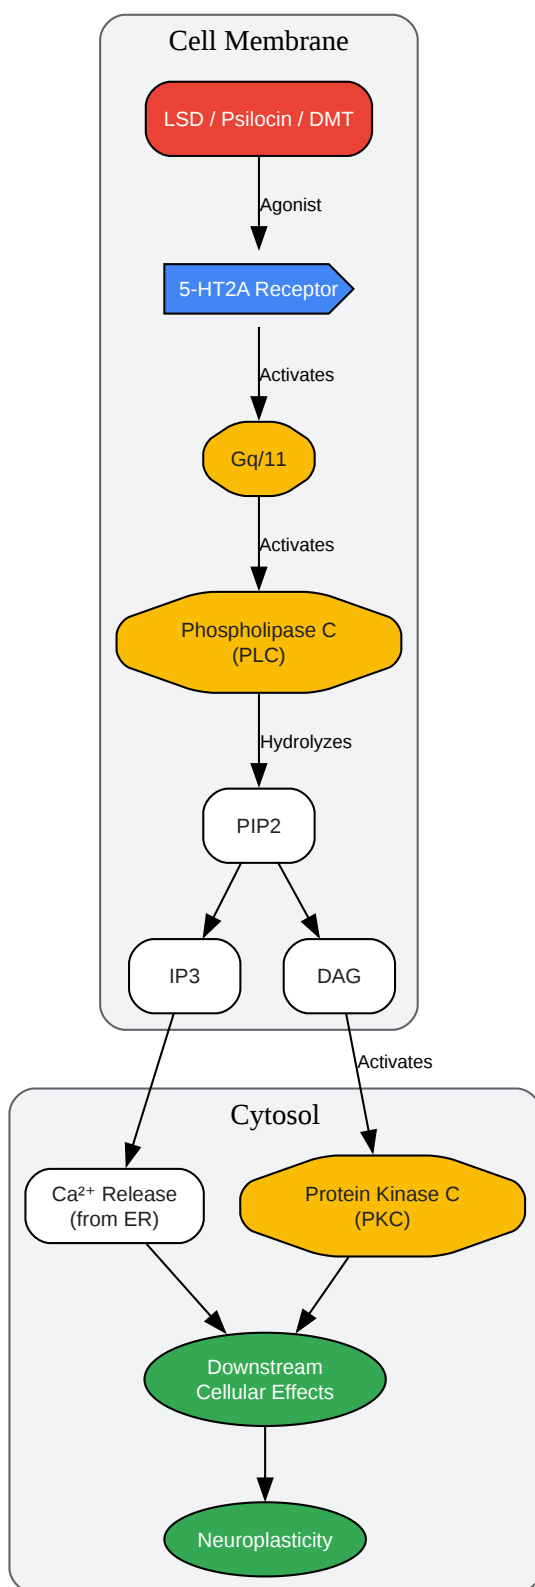 Cell Membrane
LSD / Psilocin / DMT
Agonist
5-HT2A Receptor
Activates
Gq/11
Activates
Phospholipase C
(PLC)
Hydrolyzes
PIP2
IP3
DAG
Activates
Cytosol
Ca²⁺ Release
(from ER)
Protein Kinase C
(PKC)
Downstream
Cellular Effects
Neuroplasticity